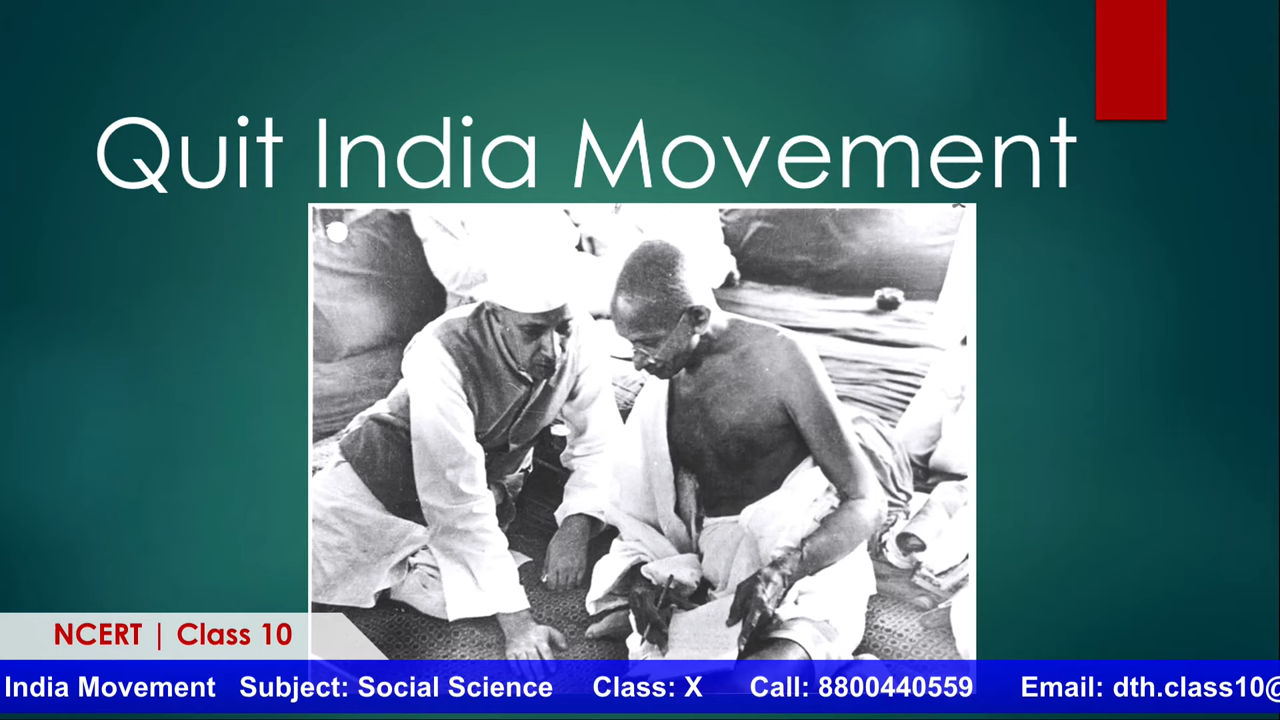 Quit India Movement
NCERT | Class 10
India Movement Subject: Social Science Class: X Call: 8800440559 Email: dth.class10@